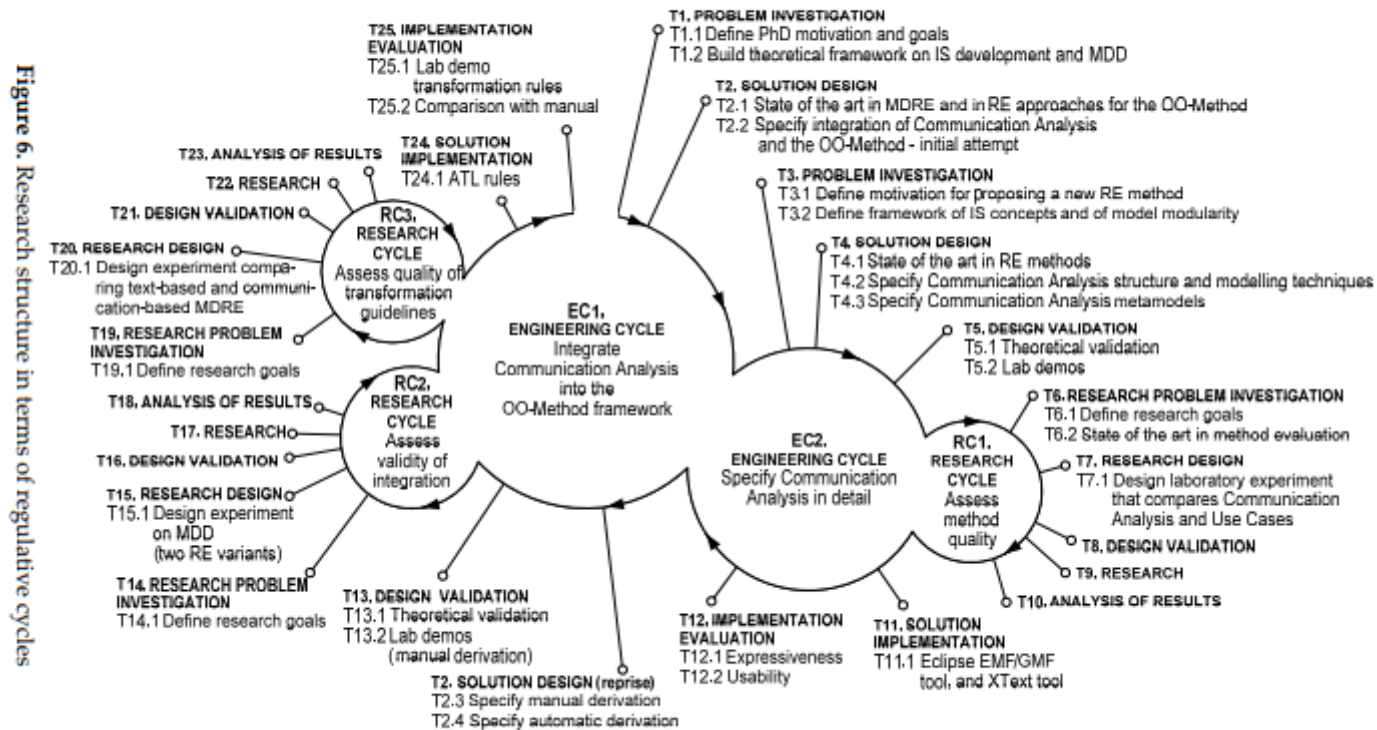 Figure 6. Research structure in terms of regulative cycles
T1. PROBLEM INVESTIGATION
T1.1 Define PhD motivation and goals
T1.2 Build theoretical framework on IS development and MDD
T2. SOLUTION DESIGN
T2.1 State of the art in MDRE and in RE approaches for the OO-Method
T2.2 Specify integration of Communication Analysis
and the OO-Method - initial attempt
T3. PROBLEM INVESTIGATION
T3.1 Define motivation for proposing a new RE method
T3.2 Define framework of IS concepts and of model modularity
T4. SOLUTION DESIGN
T4.1 State of the art in RE methods
T4.2 Specify Communication Analysis structure and modelling techniques
T4.3 Specify Communication Analysis metamodels
T5. DESIGN VALIDATION
T5.1 Theoretical validation
T5.2 Lab demos
T6. RESEARCH PROBLEM INVESTIGATION
T6.1 Define research goals
T6.2 State of the art in method evaluation
T7. RESEARCH DESIGN
T7.1 Design laboratory experiment
that compares Communication
Analysis and Use Cases
T8. DESIGN VALIDATION
T9. RESEARCH
T10. ANALYSIS OF RESULTS
T11. SOLUTION
IMPLEMENTATION
T11.1 Eclipse EMF/GMF
tool, and XText tool
T12. IMPLEMENTATION
EVALUATION
T12.1 Expressiveness
T12.2 Usability
T2. SOLUTION DESIGN (reprise)
T2.3 Specify manual derivation
T2.4 Specify automatic derivation
T13. DESIGN VALIDATION
T13.1 Theoretical validation
T13.2 Lab demos
(manual derivation)
T14. RESEARCH PROBLEM
INVESTIGATION
T14.1 Define research goals
T15. RESEARCH DESIGN
T15.1 Design experiment
on MDD
(two RE variants)
T16. DESIGN VALIDATION
T17. RESEARCH
T18. ANALYSIS OF RESULTS
T19. RESEARCH PROBLEM
INVESTIGATION
T19.1 Define research goals
T20. RESEARCH DESIGN
T20.1 Design experiment compa-
ring text-based and communi-
cation-based MDRE
T21. DESIGN VALIDATION
T22. RESEARCH
T23. ANALYSIS OF RESULTS
T24. SOLUTION
IMPLEMENTATION
T24.1 ATL rules
T25. IMPLEMENTATION
EVALUATION
T25.1 Lab demo
transformation rules
T25.2 Comparison with manual
EC1.
ENGINEERING CYCLE
Integrate
Communication Analysis
into the
OO-Method framework
EC2.
ENGINEERING CYCLE
Specify Communication
Analysis in detail
RC1.
RESEARCH
CYCLE
Assess
method
quality
RC2.
RESEARCH
CYCLE
Assess
validity of
integration
RC3.
RESEARCH
CYCLE
Assess quality of
transformation
guidelines